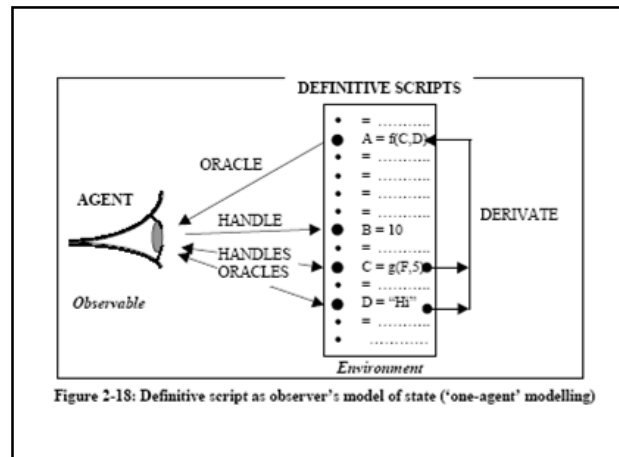 DEFINITIVE SCRIPTS
= ............
A = f(C,D)
= ............
= ............
= ............
= ............
B = 10
= ............
C = g(F,5)
= ............
D = “Hi”
= ............
............
Environment
ORACLE
AGENT
HANDLE
HANDLES
ORACLES
Observable
DERIVATE
Figure 2-18: Definitive script as observer’s model of state (‘one-agent’ modelling)